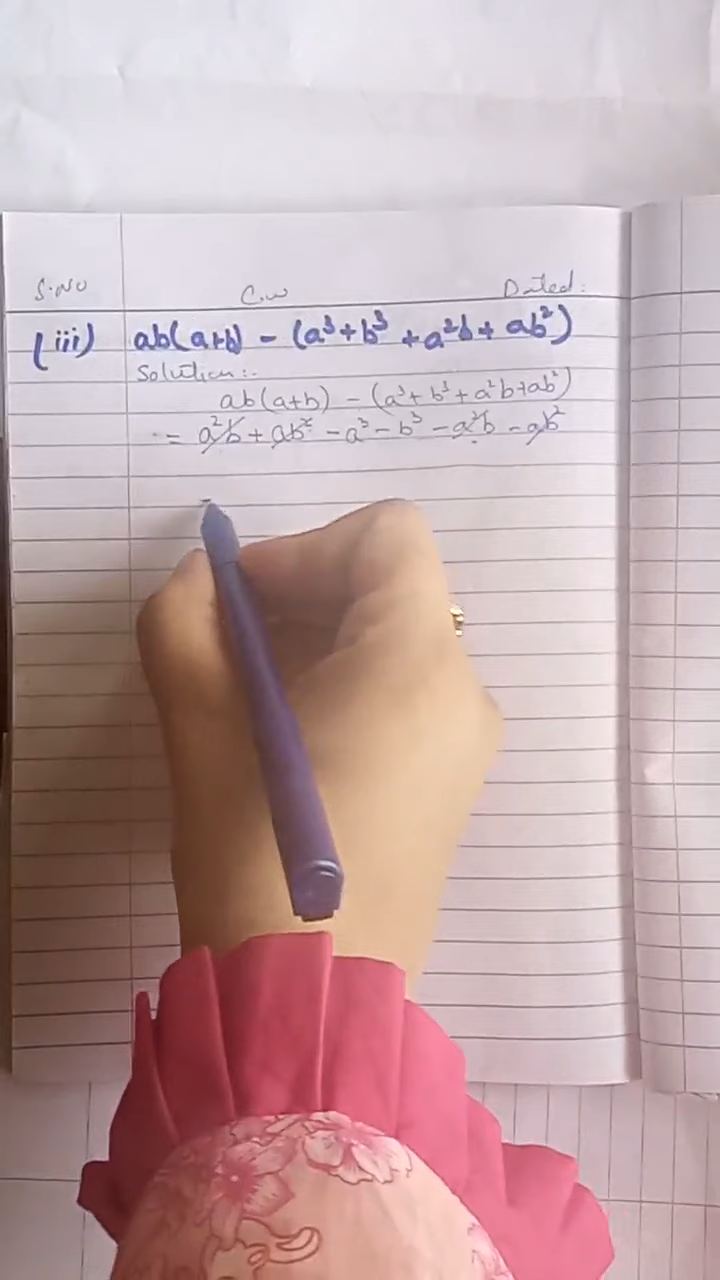 S.NO C.W Dated:
(iii) ab(a+b) - (a³+b³+a²b+ab²)
Solution:-
ab(a+b) - (a³+b³+a²b+ab²)
= a²b + ab² - a³ - b³ - a²b - ab²